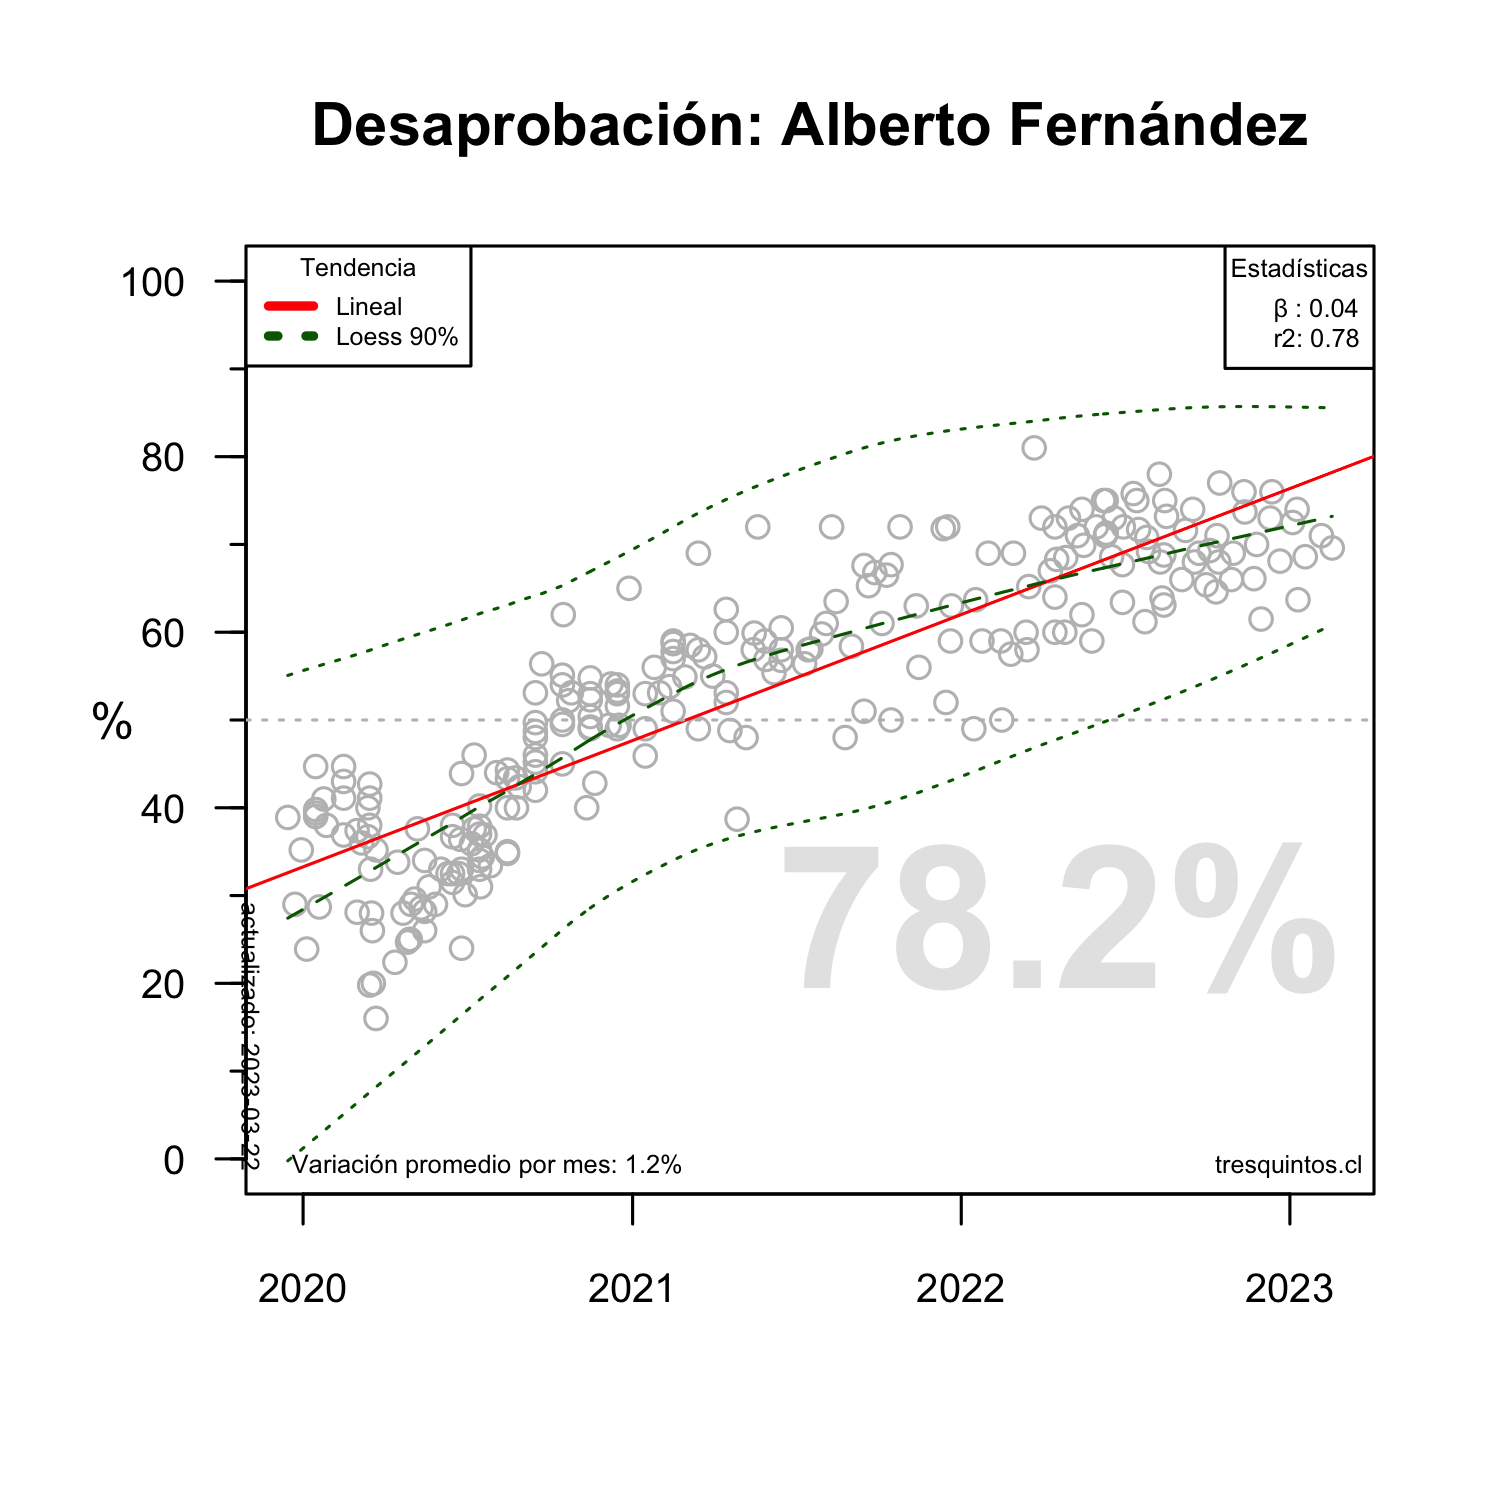 Desaprobación: Alberto Fernández
Tendencia
Lineal
Loess 90%
Estadísticas
β : 0.04
r2: 0.78
100
80
60
40
20
0
%
78.2%
actualizado: 2023-03-22
Variación promedio por mes: 1.2%
tresquintos.cl
2020
2021
2022
2023